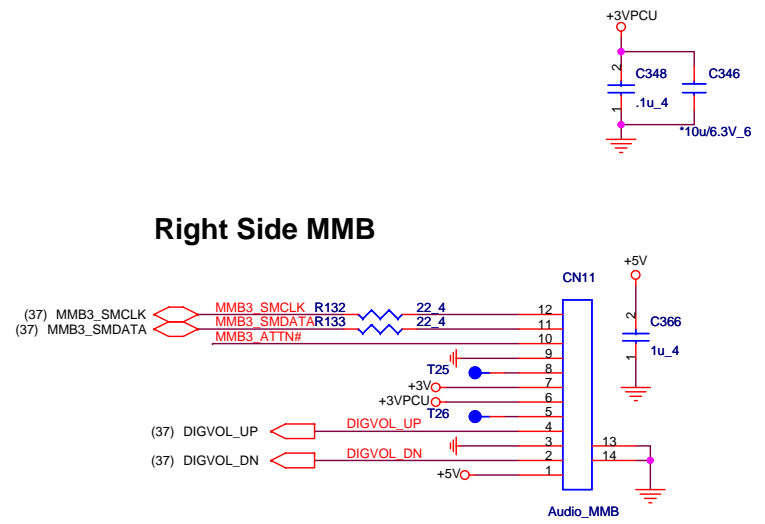 +3VPCU
2
C348
C346
.1u_4
1
*10u/6.3V_6
Right Side MMB
+5V
CN11
(37) MMB3_SMCLK
MMB3_SMCLK
R132
22_4
12
2
C366
(37) MMB3_SMDATA
MMB3_SMDATA
R133
22_4
11
MMB3_ATTN#
10
1u_4
1
9
T25
8
+3V
7
+3VPCU
6
T26
5
(37) DIGVOL_UP
DIGVOL_UP
4
3
13
(37) DIGVOL_DN
DIGVOL_DN
2
14
+5V
1
Audio_MMB